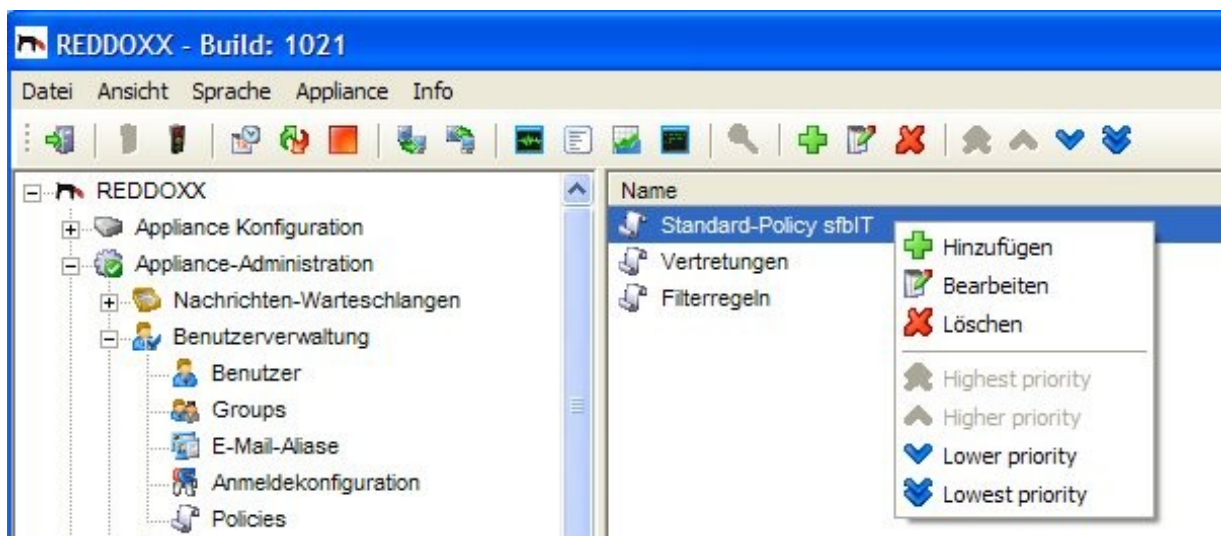 REDDOXX - Build: 1021
Datei Ansicht Sprache Appliance Info
REDDOXX
Appliance Konfiguration
Appliance-Administration
Nachrichten-Warteschlangen
Benutzerverwaltung
Benutzer
Groups
E-Mail-Aliase
Anmeldekonfiguration
Policies
Name
Standard-Policy sfbIT
Vertretungen
Filterregeln
Hinzufügen
Bearbeiten
Löschen
Highest priority
Higher priority
Lower priority
Lowest priority